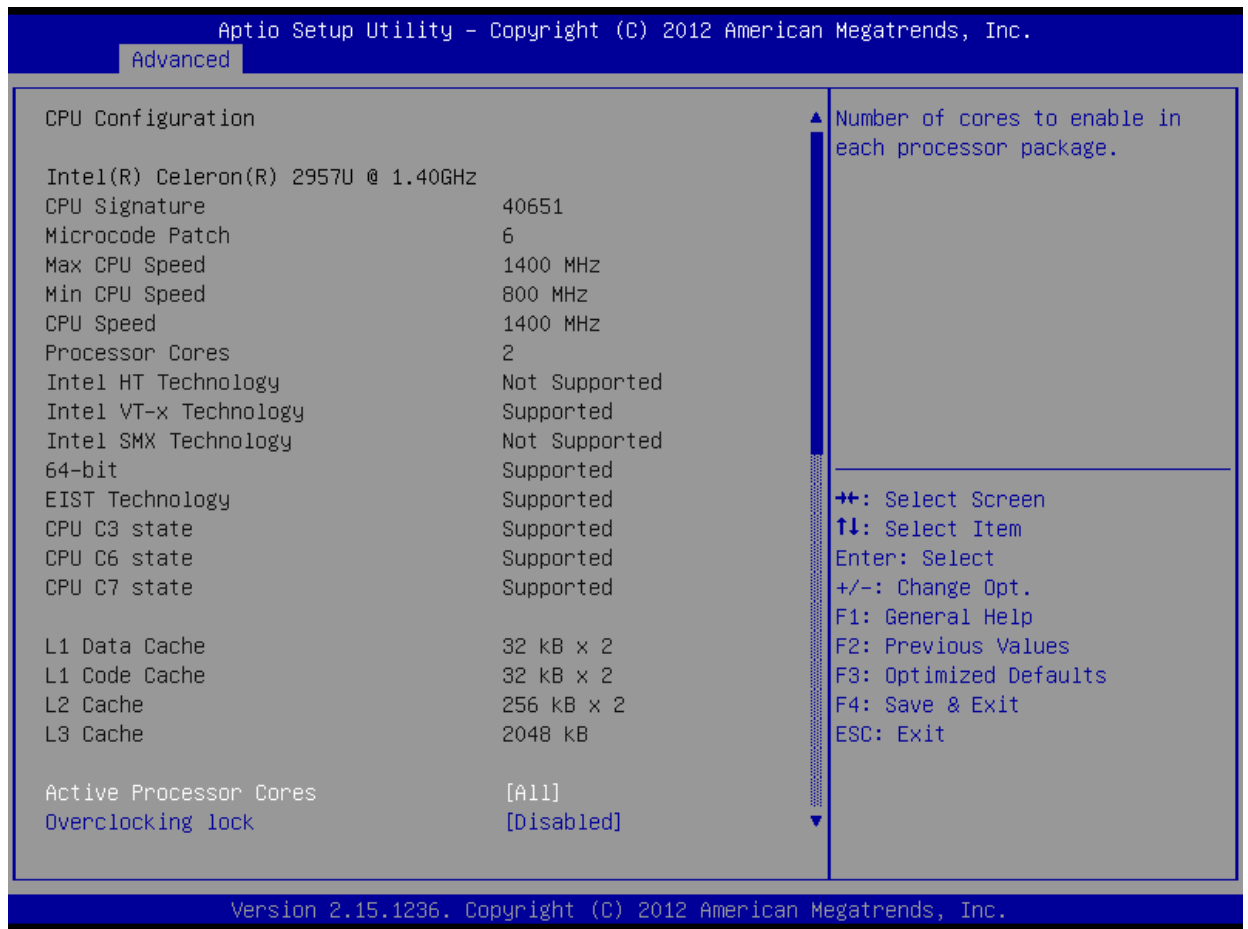 Aptio Setup Utility – Copyright (C) 2012 American Megatrends, Inc.
Advanced
CPU Configuration
Intel(R) Celeron(R) 2957U @ 1.40GHz
CPU Signature 40651
Microcode Patch 6
Max CPU Speed 1400 MHz
Min CPU Speed 800 MHz
CPU Speed 1400 MHz
Processor Cores 2
Intel HT Technology Not Supported
Intel VT-x Technology Supported
Intel SMX Technology Not Supported
64-bit Supported
EIST Technology Supported
CPU C3 state Supported
CPU C6 state Supported
CPU C7 state Supported
L1 Data Cache 32 kB x 2
L1 Code Cache 32 kB x 2
L2 Cache 256 kB x 2
L3 Cache 2048 kB
Active Processor Cores [All]
Overclocking lock [Disabled]
Number of cores to enable in
each processor package.
→←: Select Screen
↑↓: Select Item
Enter: Select
+/-: Change Opt.
F1: General Help
F2: Previous Values
F3: Optimized Defaults
F4: Save & Exit
ESC: Exit
Version 2.15.1236. Copyright (C) 2012 American Megatrends, Inc.